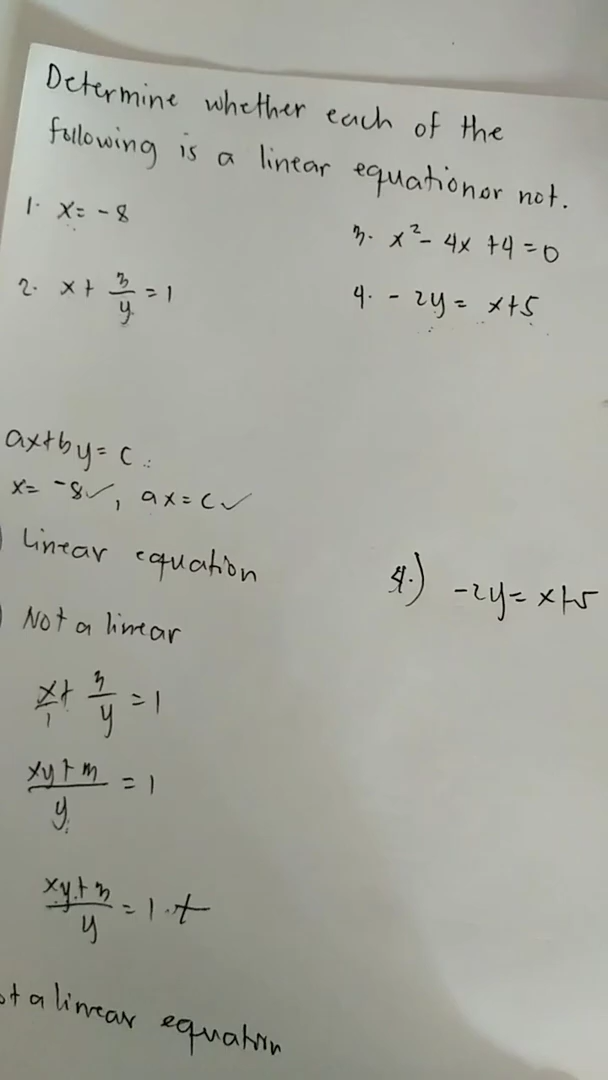 Determine whether each of the
following is a linear equation or not.
1. x = -8
2. x + 3/y = 1
3. x² - 4x + 4 = 0
4. - 2y = x+5
ax+by = c
x = -8 ✓, ax = c ✓
) linear equation
) Not a linear
x/1 + 3/y = 1
(xy+3)/y = 1
(xy+3)/y = 1 ·
ot a linear equation
4.) -2y = x+5